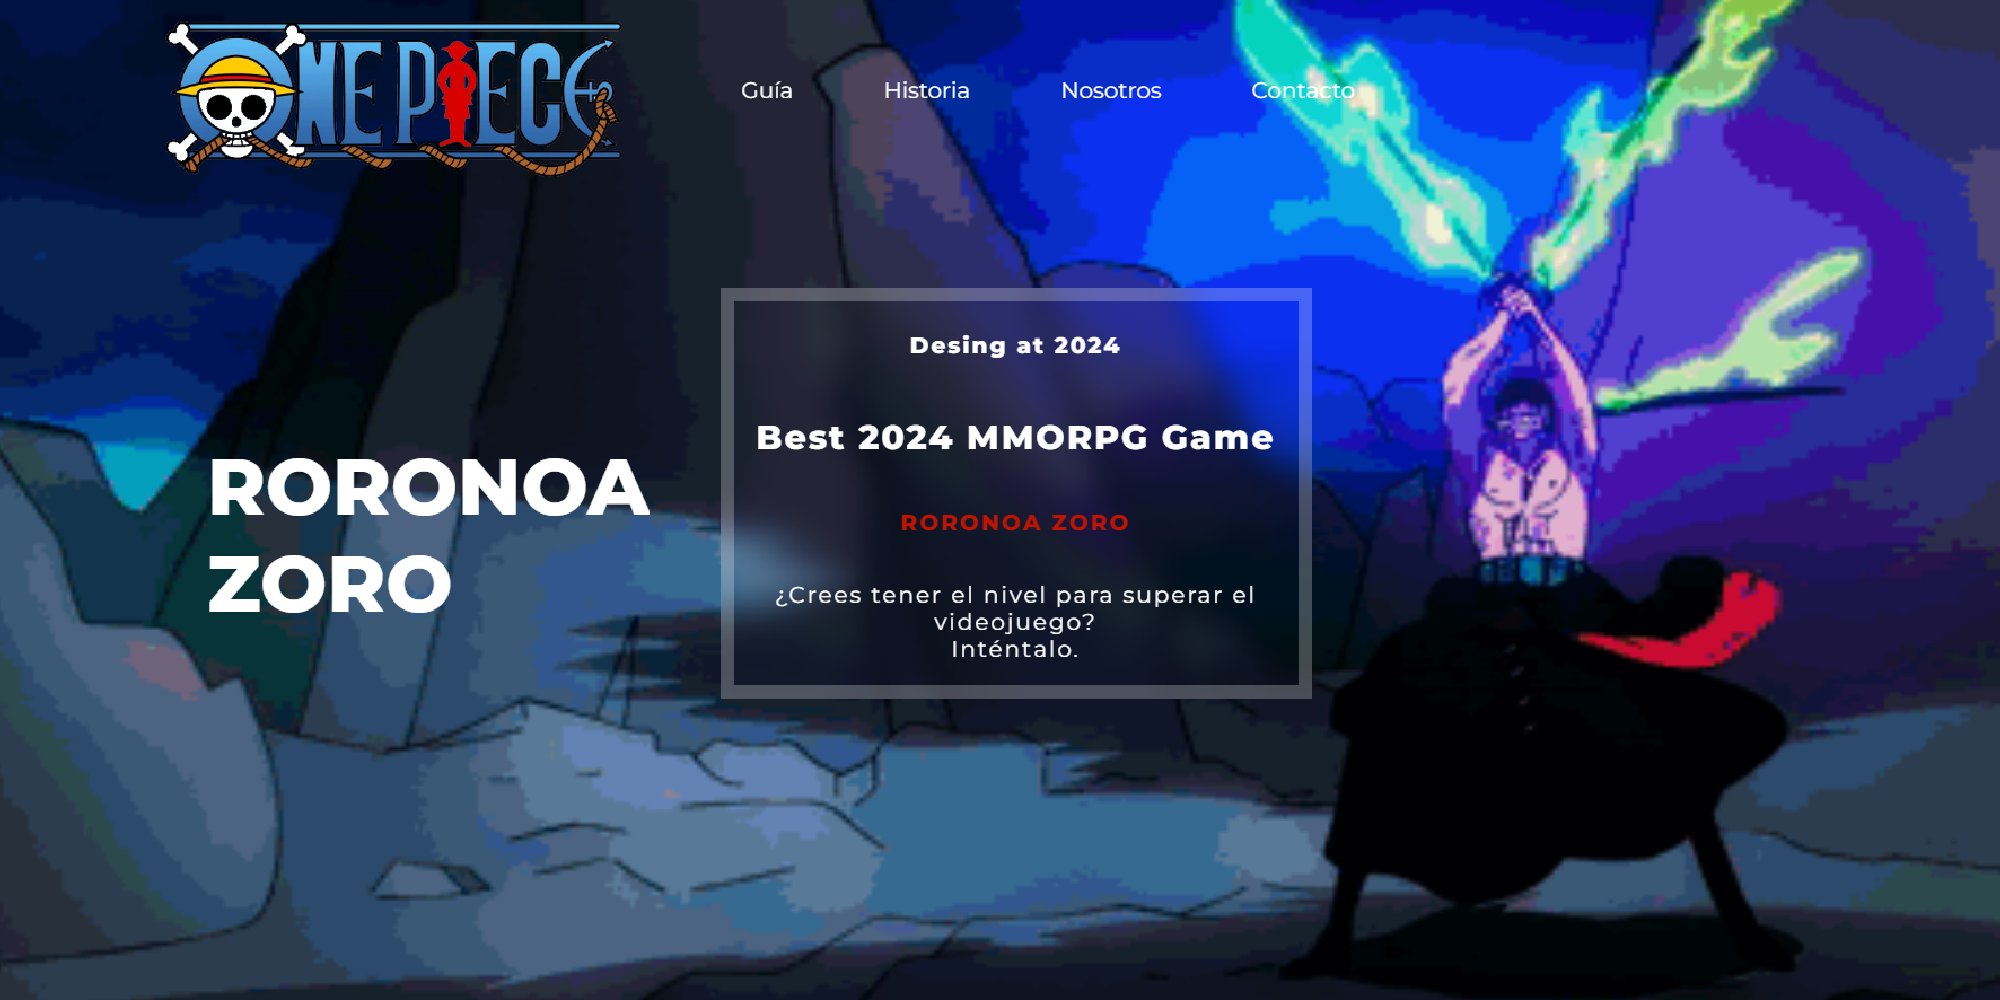 ONE PIECE
Guía Historia Nosotros Contacto
Desing at 2024
Best 2024 MMORPG Game
RORONOA
ZORO
RORONOA ZORO
¿Crees tener el nivel para superar el
videojuego?
Inténtalo.